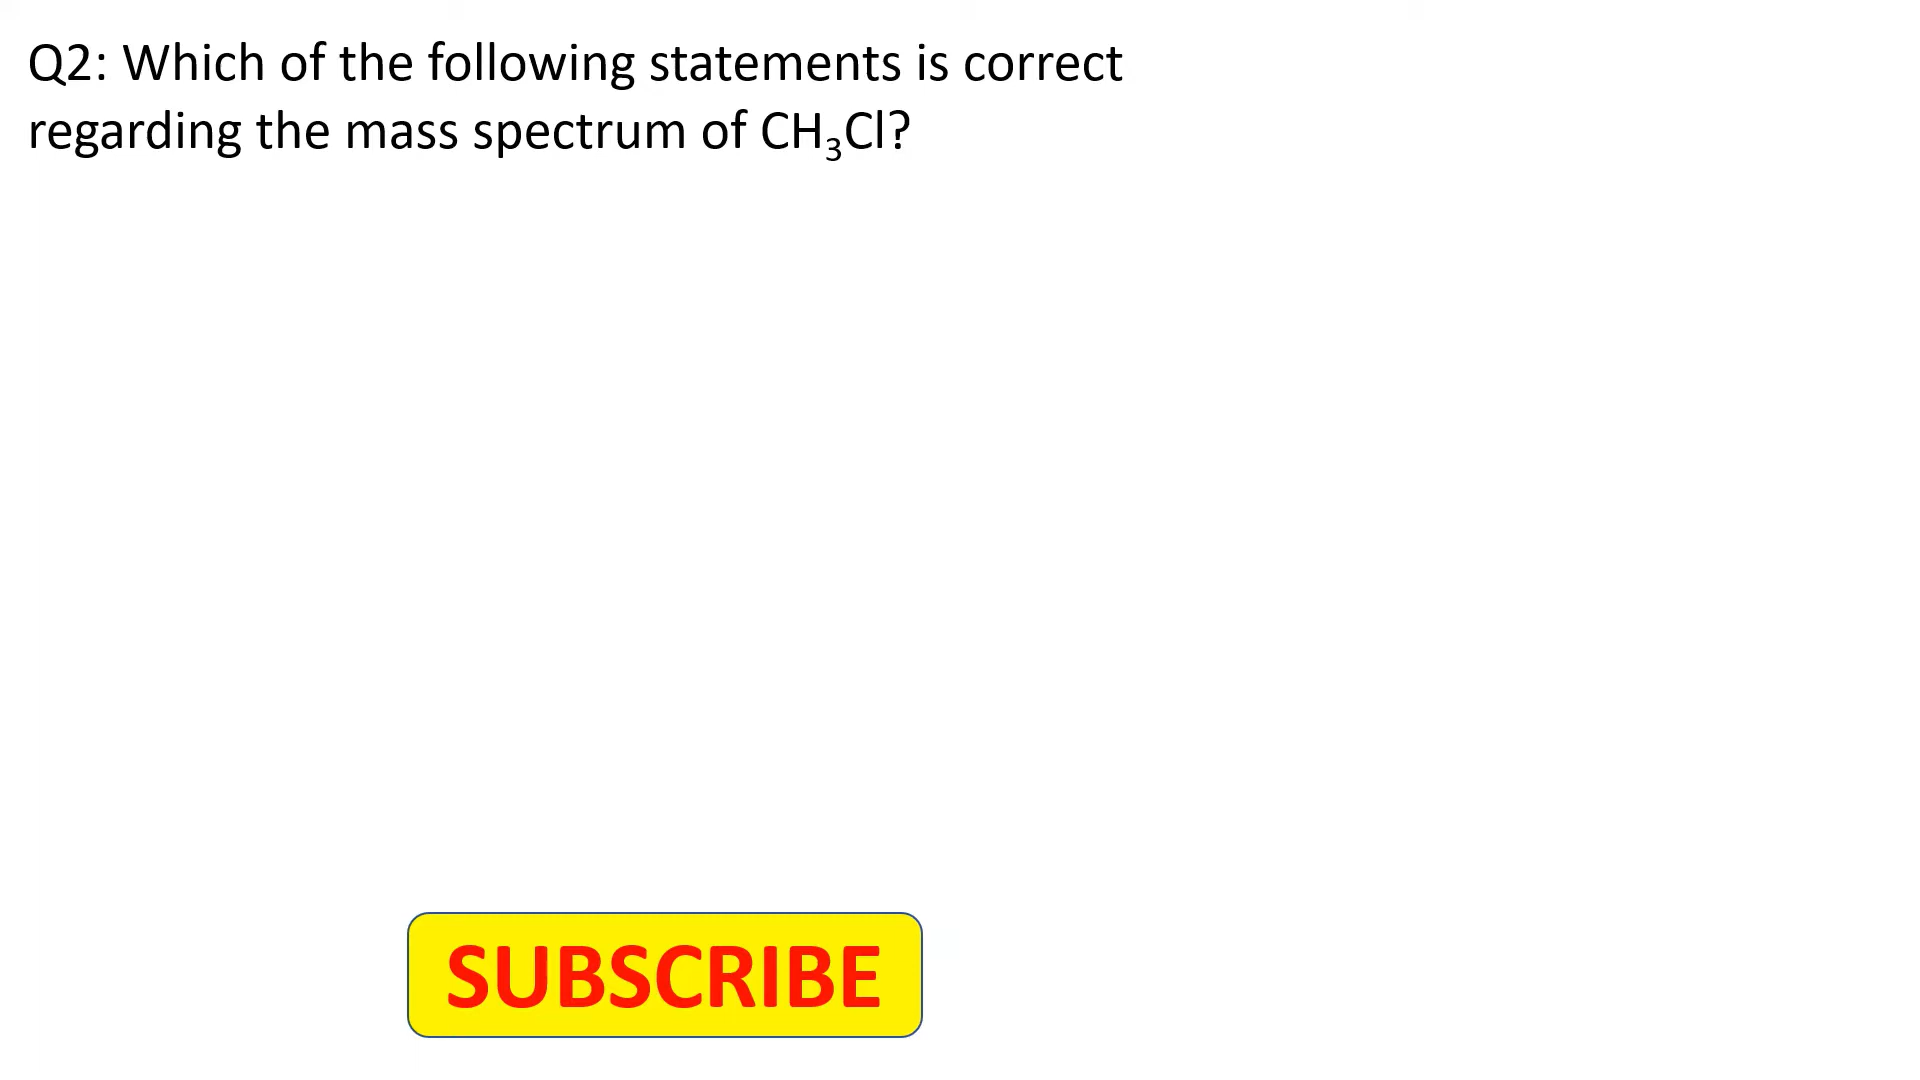 Q2: Which of the following statements is correct
regarding the mass spectrum of CH₃Cl?
SUBSCRIBE